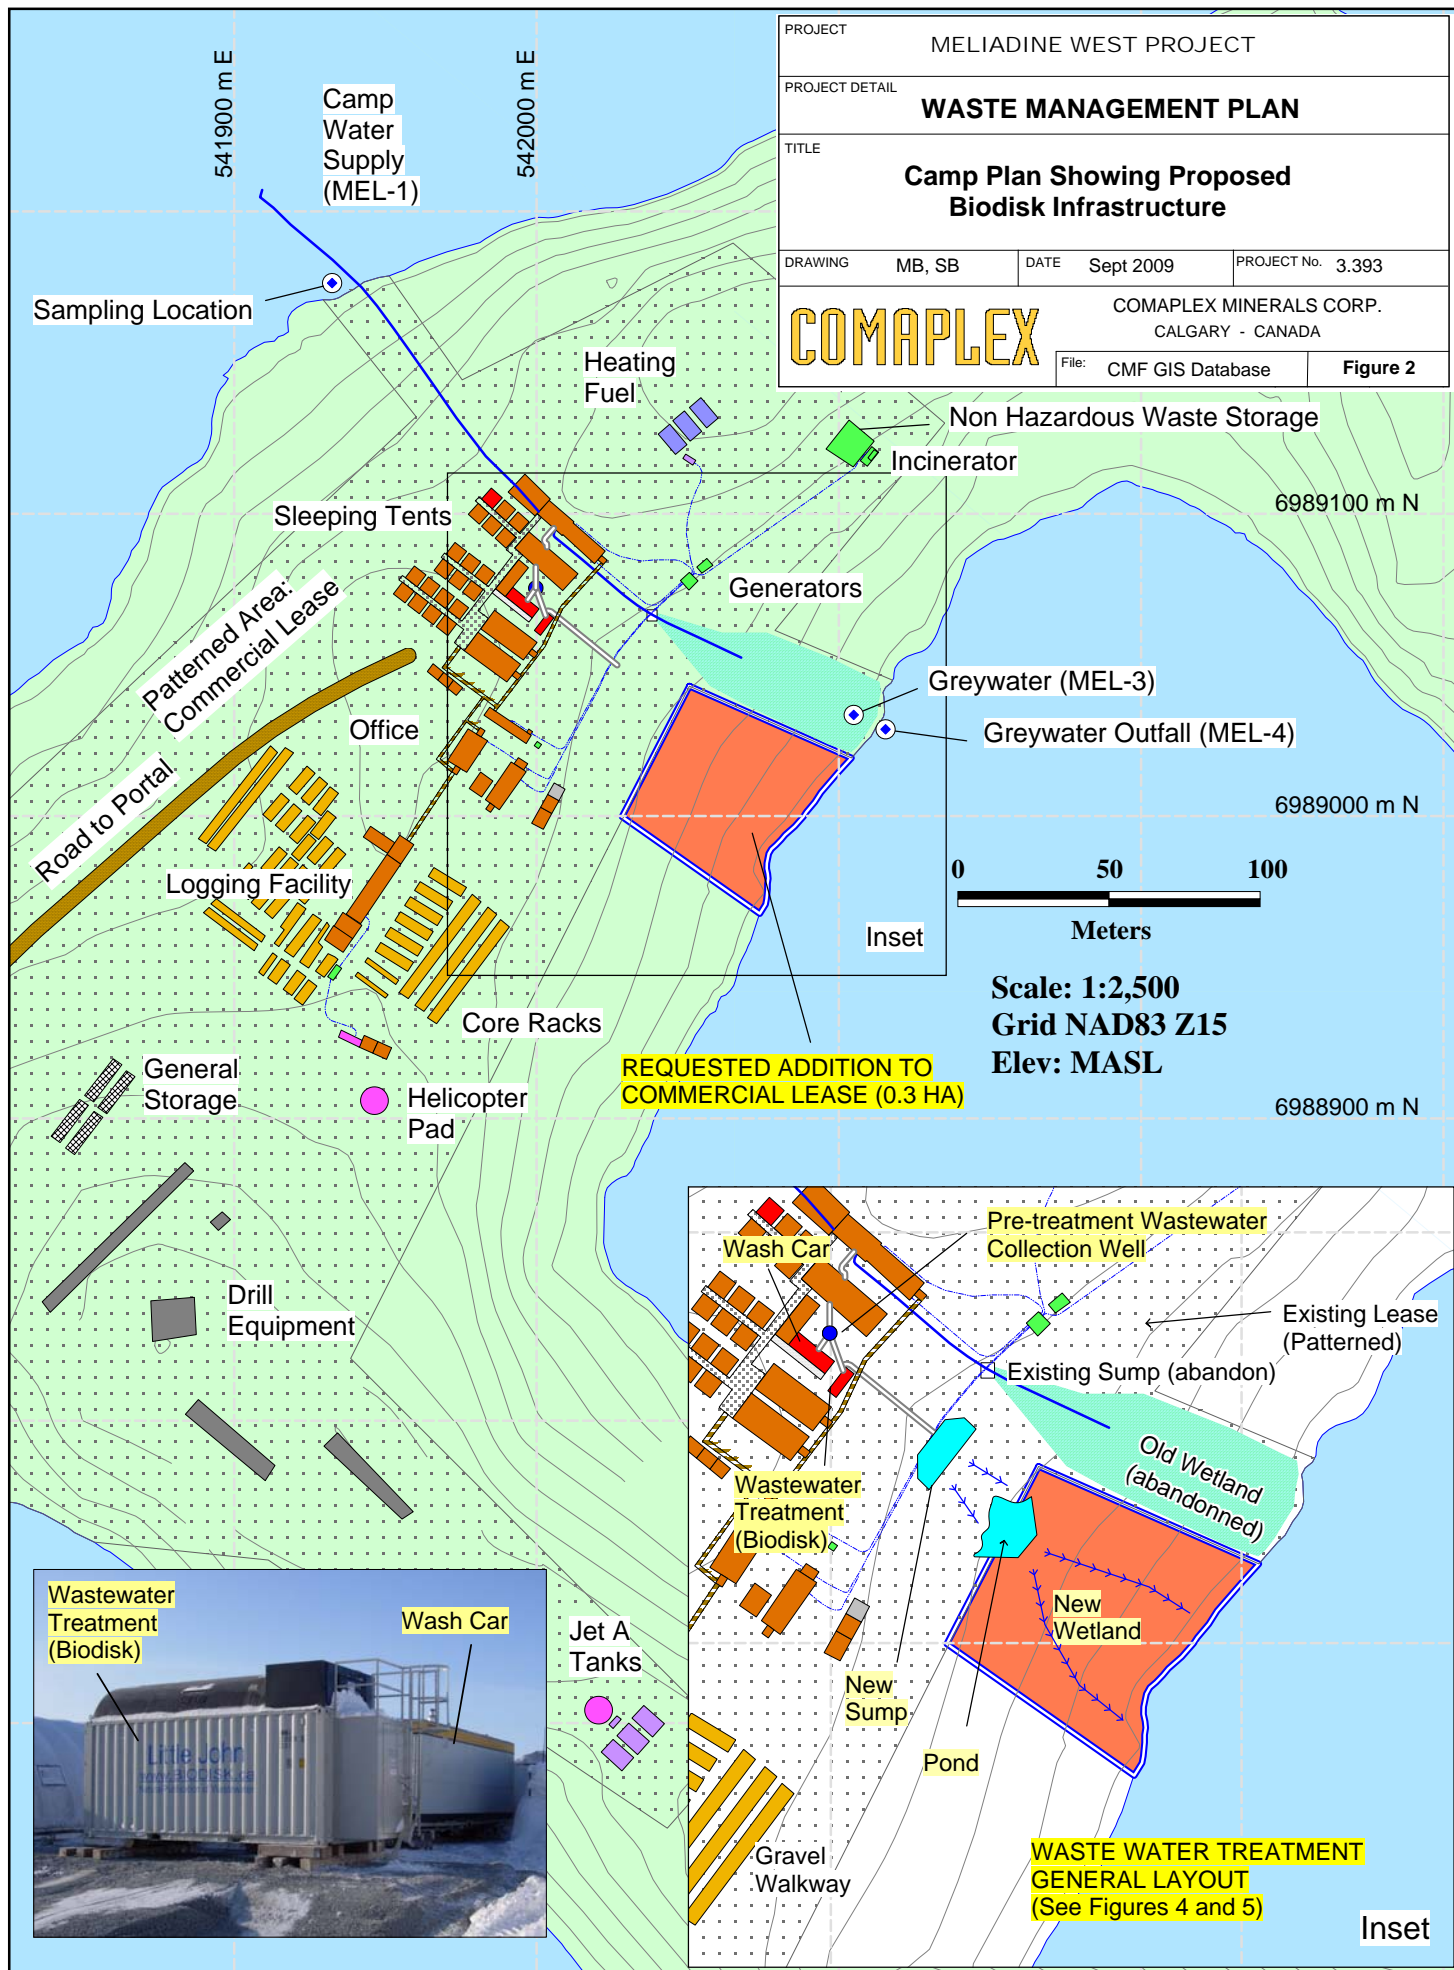 PROJECT
MELIADINE WEST PROJECT
PROJECT DETAIL
WASTE MANAGEMENT PLAN
TITLE
Camp Plan Showing Proposed
Biodisk Infrastructure
DRAWING MB, SB
DATE Sept 2009
PROJECT No. 3.393
COMAPLEX
COMAPLEX MINERALS CORP.
CALGARY - CANADA
File: CMF GIS Database
Figure 2
541900 m E
542000 m E
Camp
Water
Supply
(MEL-1)
Sampling Location
Heating
Fuel
Non Hazardous Waste Storage
Incinerator
6989100 m N
Sleeping Tents
Generators
Patterned Area:
Commercial Lease
Greywater (MEL-3)
Office
Greywater Outfall (MEL-4)
Road to Portal
6989000 m N
0 50 100
Meters
Logging Facility
Inset
Scale: 1:2,500
Grid NAD83 Z15
Elev: MASL
Core Racks
REQUESTED ADDITION TO
COMMERCIAL LEASE (0.3 HA)
General
Storage
Helicopter
Pad
6988900 m N
Drill
Equipment
Jet A
Tanks
Wastewater
Treatment
(Biodisk)
Wash Car
Little John
www.BIODISK.ca
Wash Car
Pre-treatment Wastewater
Collection Well
Existing Lease
(Patterned)
Existing Sump (abandon)
Old Wetland
(abandonned)
Wastewater
Treatment
(Biodisk)
New
Wetland
New
Sump
Pond
Gravel
Walkway
WASTE WATER TREATMENT
GENERAL LAYOUT
(See Figures 4 and 5)
Inset